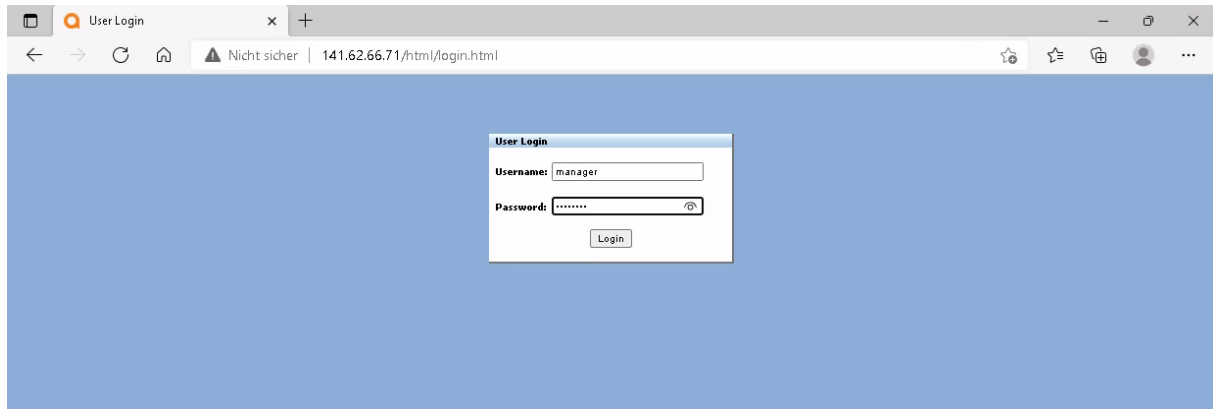 User Login
Nicht sicher | 141.62.66.71/html/login.html
User Login
Username: manager
Password: ········
Login